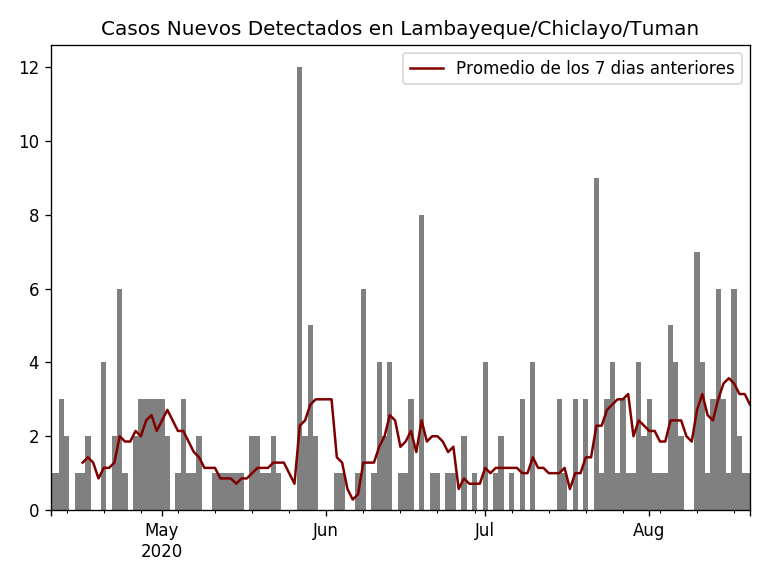 Casos Nuevos Detectados en Lambayeque/Chiclayo/Tuman
Promedio de los 7 dias anteriores
12
10
8
6
4
2
0
May Jun Jul Aug
2020